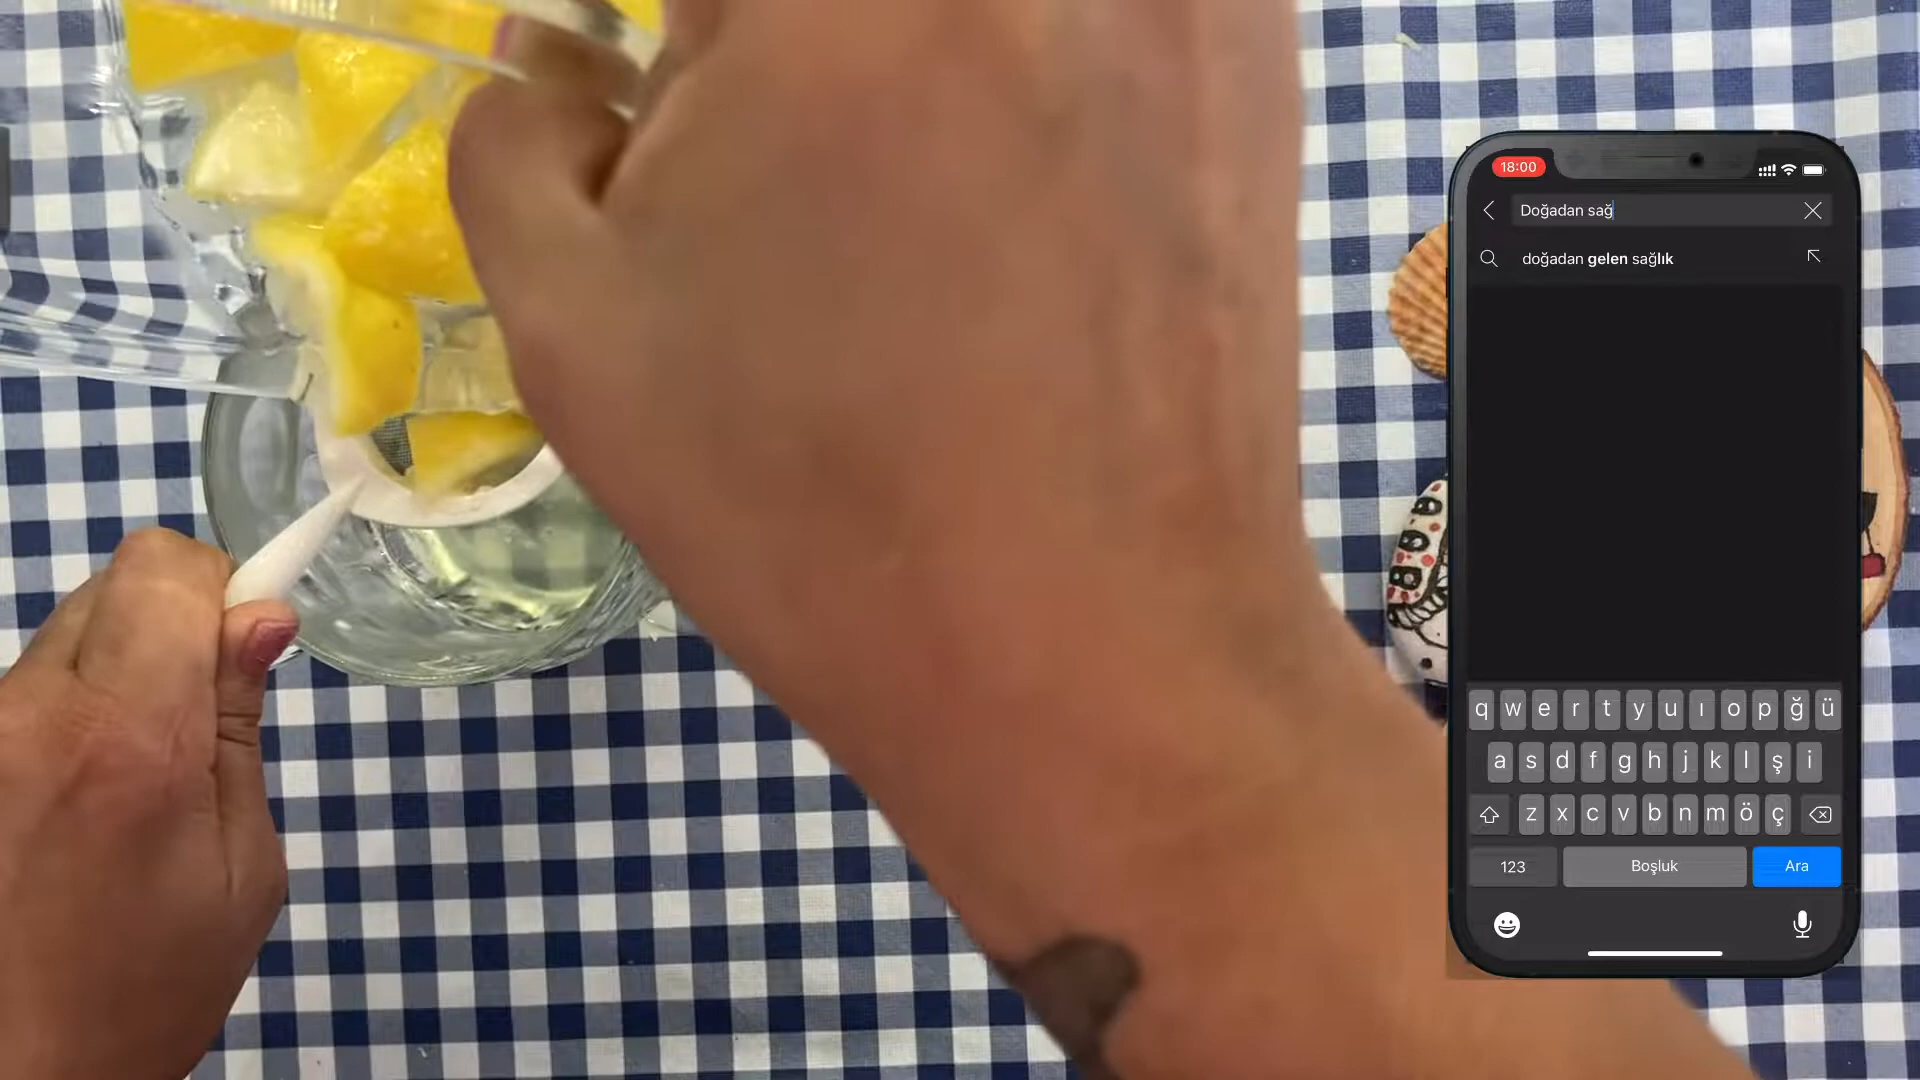 18:00
Doğadan sağ
doğadan gelen sağlık
q w e r t y u ı o p ğ ü
a s d f g h j k l ş i
z x c v b n m ö ç
123 Boşluk Ara